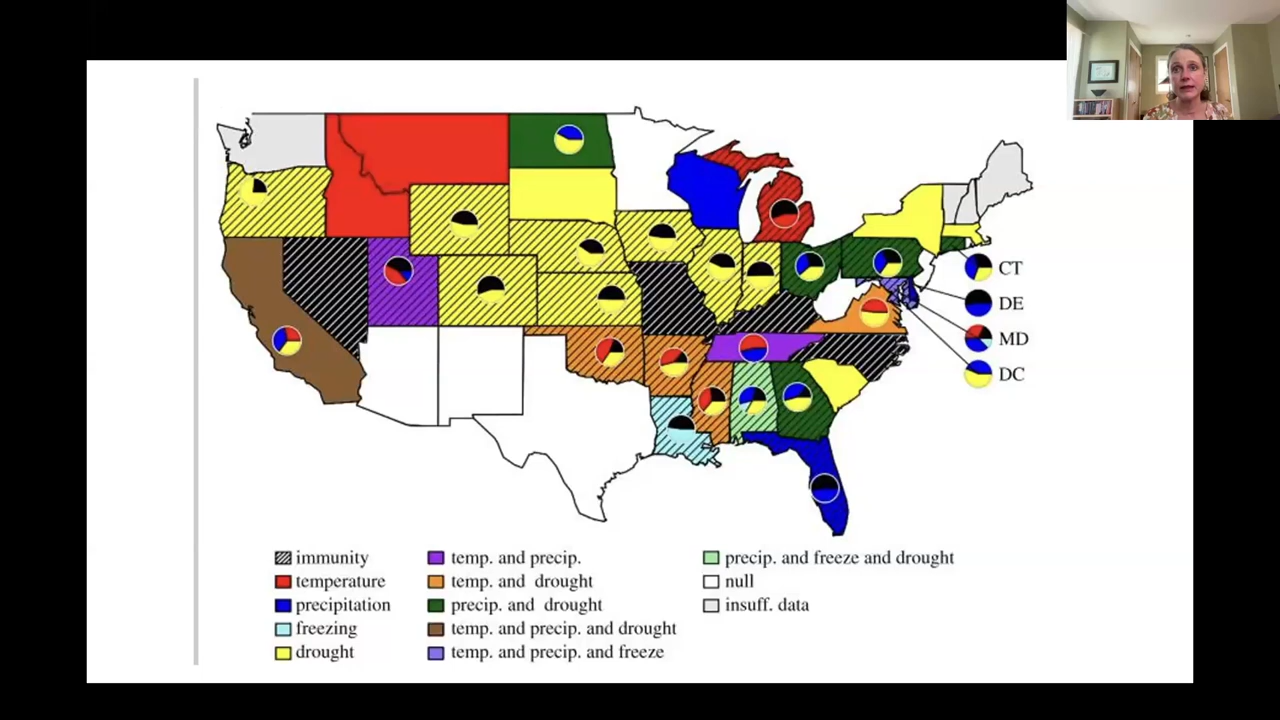 CT
DE
MD
DC
immunity
temperature
precipitation
freezing
drought
temp. and precip.
temp. and drought
precip. and drought
temp. and precip. and drought
temp. and precip. and freeze
precip. and freeze and drought
null
insuff. data